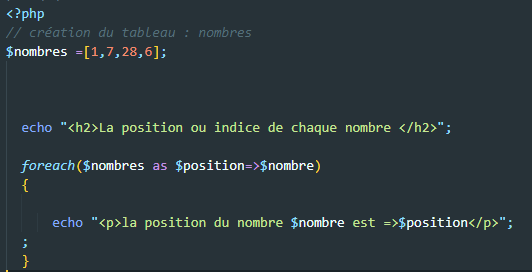 <?php
// création du tableau : nombres
$nombres =[1,7,28,6];
echo "<h2>La position ou indice de chaque nombre </h2>";
foreach($nombres as $position=>$nombre)
{
echo "<p>la position du nombre $nombre est =>$position</p>";
;
}